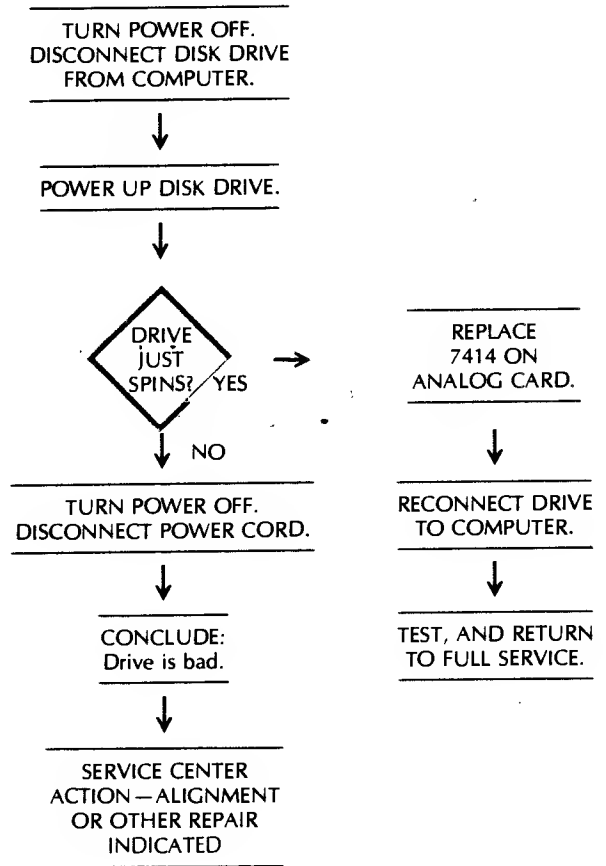 TURN POWER OFF.
DISCONNECT DISK DRIVE
FROM COMPUTER.
POWER UP DISK DRIVE.
DRIVE
JUST
SPINS?
YES
NO
TURN POWER OFF.
DISCONNECT POWER CORD.
CONCLUDE:
Drive is bad.
SERVICE CENTER
ACTION—ALIGNMENT
OR OTHER REPAIR
INDICATED
REPLACE
7414 ON
ANALOG CARD.
RECONNECT DRIVE
TO COMPUTER.
TEST, AND RETURN
TO FULL SERVICE.